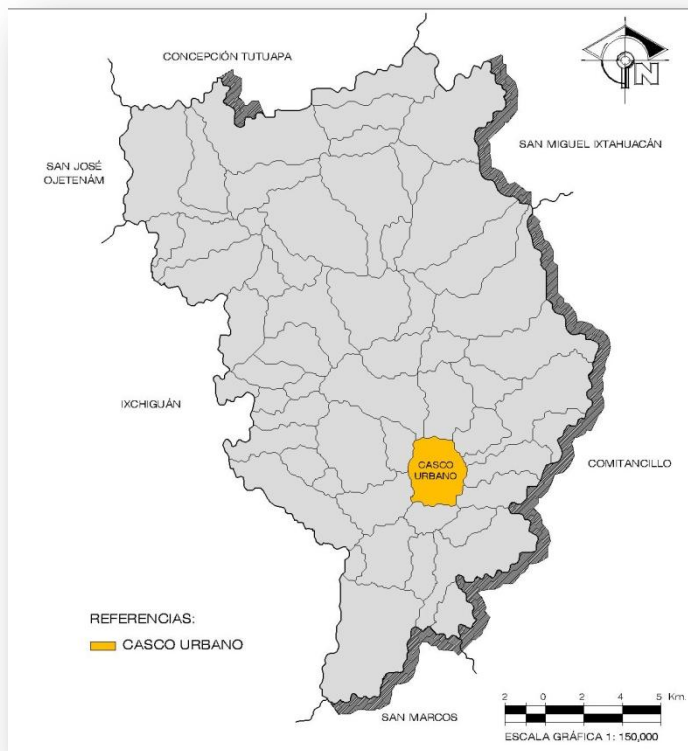 CONCEPCIÓN TUTUAPA
N
SAN MIGUEL IXTAHUACÁN
SAN JOSÉ
OJETENÁM
IXCHIGUÁN
CASCO
URBANO
COMITANCILLO
REFERENCIAS:
CASCO URBANO
SAN MARCOS
2 0 2 4 5 Km.
ESCALA GRÁFICA 1: 150,000